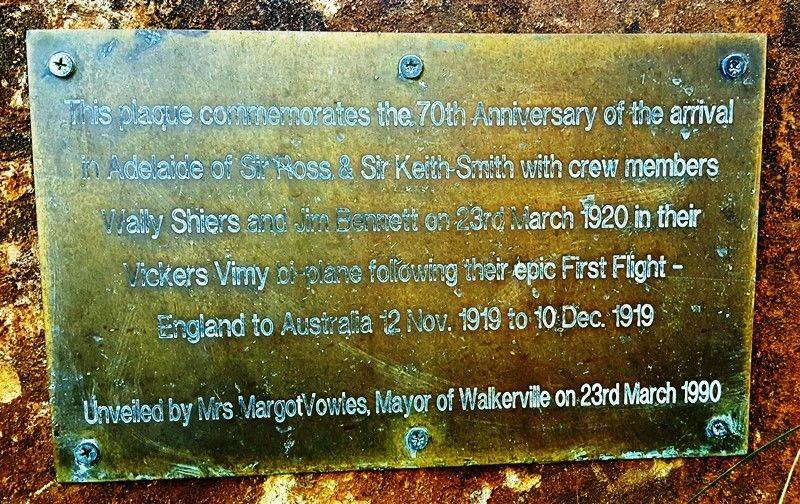 This plaque commemorates the 70th Anniversary of the arrival
in Adelaide of Sir Ross & Sir Keith Smith with crew members
Wally Shiers and Jim Bennett on 23rd March 1920 in their
Vickers Vimy bi-plane following their epic First Flight -
England to Australia 12 Nov. 1919 to 10 Dec. 1919
Unveiled by Mrs Margot Vowles, Mayor of Walkerville on 23rd March 1990